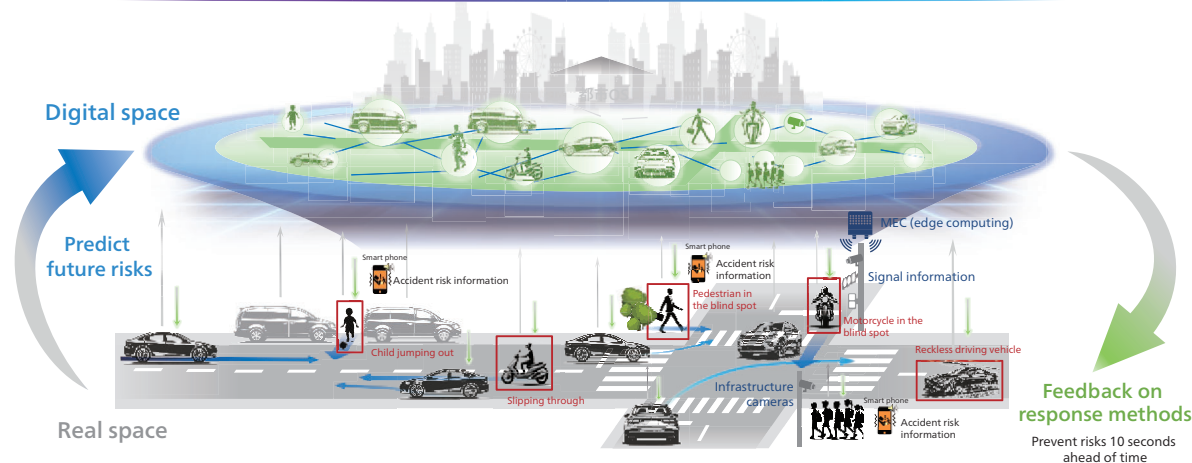 Digital space
Predict
future risks
MEC (edge computing)
Signal information
Smart phone
Accident risk information
Smart phone
Accident risk
information
Pedestrian in
the blind spot
Motorcycle in the
blind spot
Child jumping out
Reckless driving vehicle
Slipping through
Infrastructure
cameras
Smart phone
Accident risk
information
Real space
Feedback on
response methods
Prevent risks 10 seconds
ahead of time